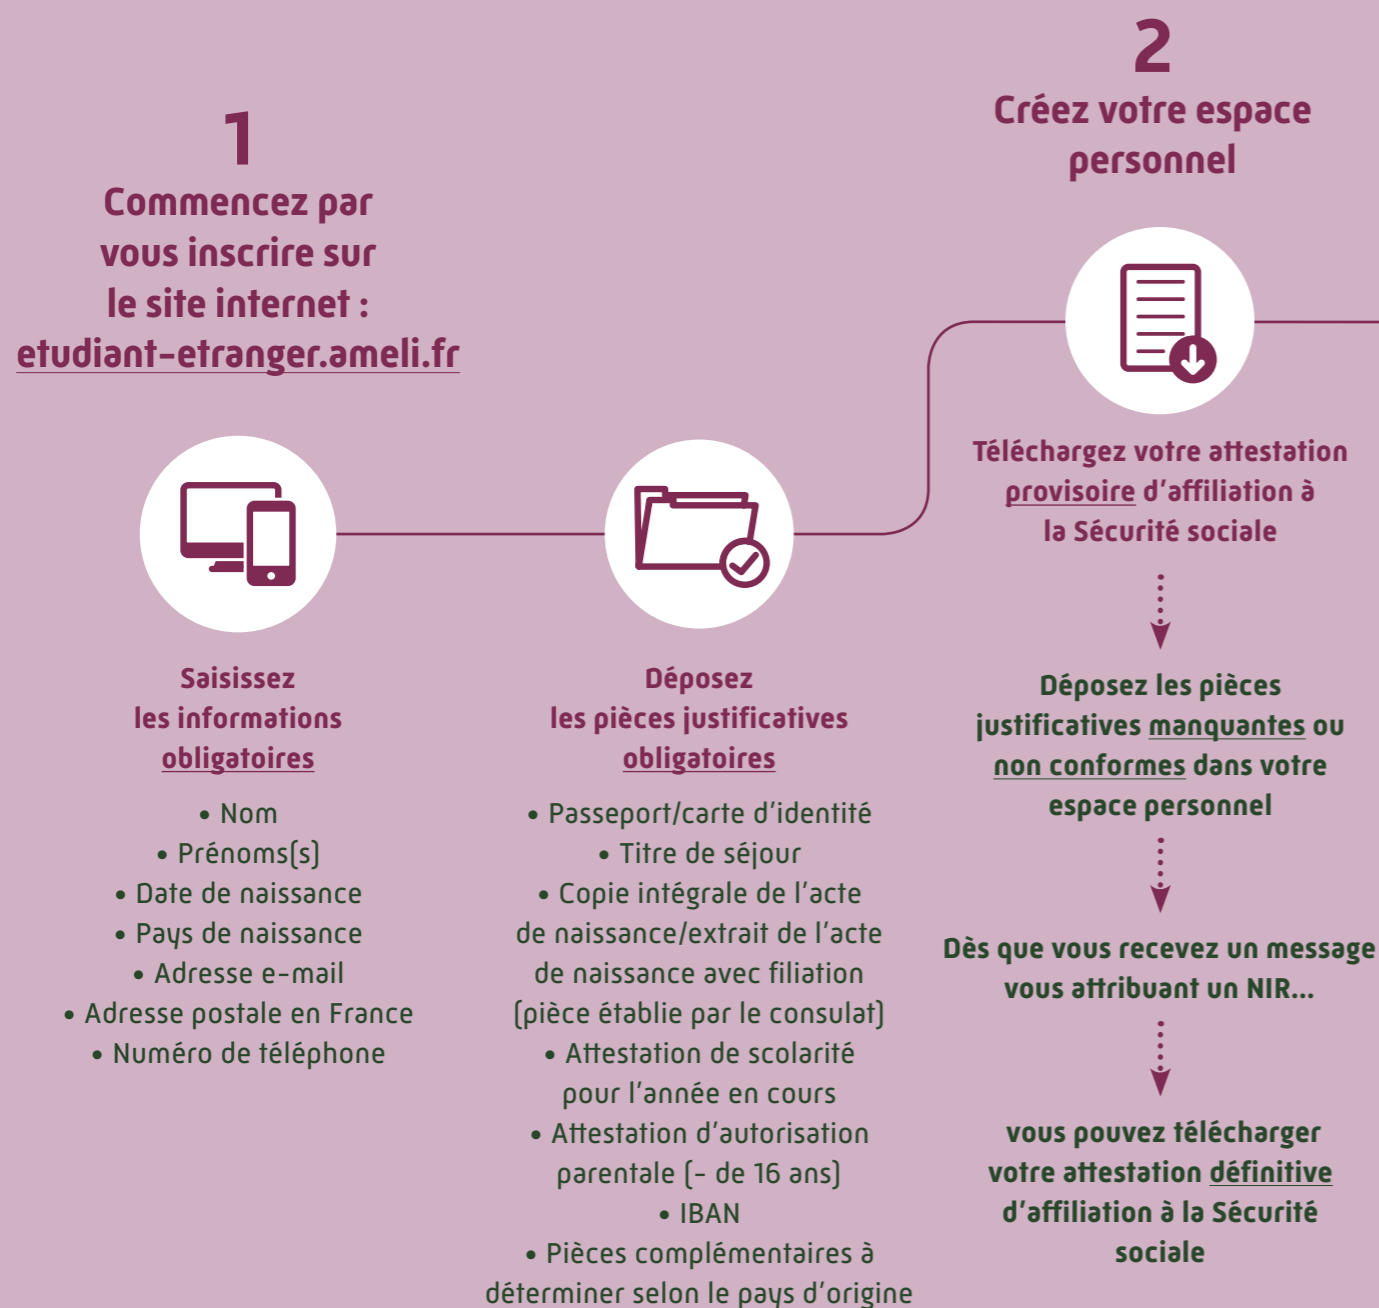 1
Commencez par
vous inscrire sur
le site internet :
etudiant-etranger.ameli.fr
Saisissez
les informations
obligatoires
• Nom
• Prénoms(s)
• Date de naissance
• Pays de naissance
• Adresse e-mail
• Adresse postale en France
• Numéro de téléphone
Déposez
les pièces justificatives
obligatoires
• Passeport/carte d'identité
• Titre de séjour
• Copie intégrale de l'acte
de naissance/extrait de l'acte
de naissance avec filiation
(pièce établie par le consulat)
• Attestation de scolarité
pour l'année en cours
• Attestation d'autorisation
parentale (- de 16 ans)
• IBAN
• Pièces complémentaires à
déterminer selon le pays d'origine
2
Créez votre espace
personnel
Téléchargez votre attestation
provisoire d'affiliation à
la Sécurité sociale
Déposez les pièces
justificatives manquantes ou
non conformes dans votre
espace personnel
Dès que vous recevez un message
vous attribuant un NIR...
vous pouvez télécharger
votre attestation définitive
d'affiliation à la Sécurité
sociale